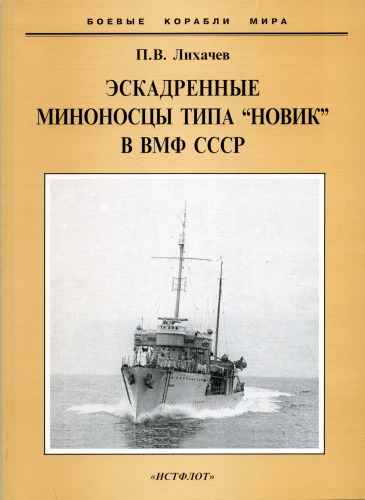 БОЕВЫЕ КОРАБЛИ МИРА
П.В. Лихачев
ЭСКАДРЕННЫЕ
МИНОНОСЦЫ ТИПА “НОВИК”
В ВМФ СССР
«ИСТФЛОТ»